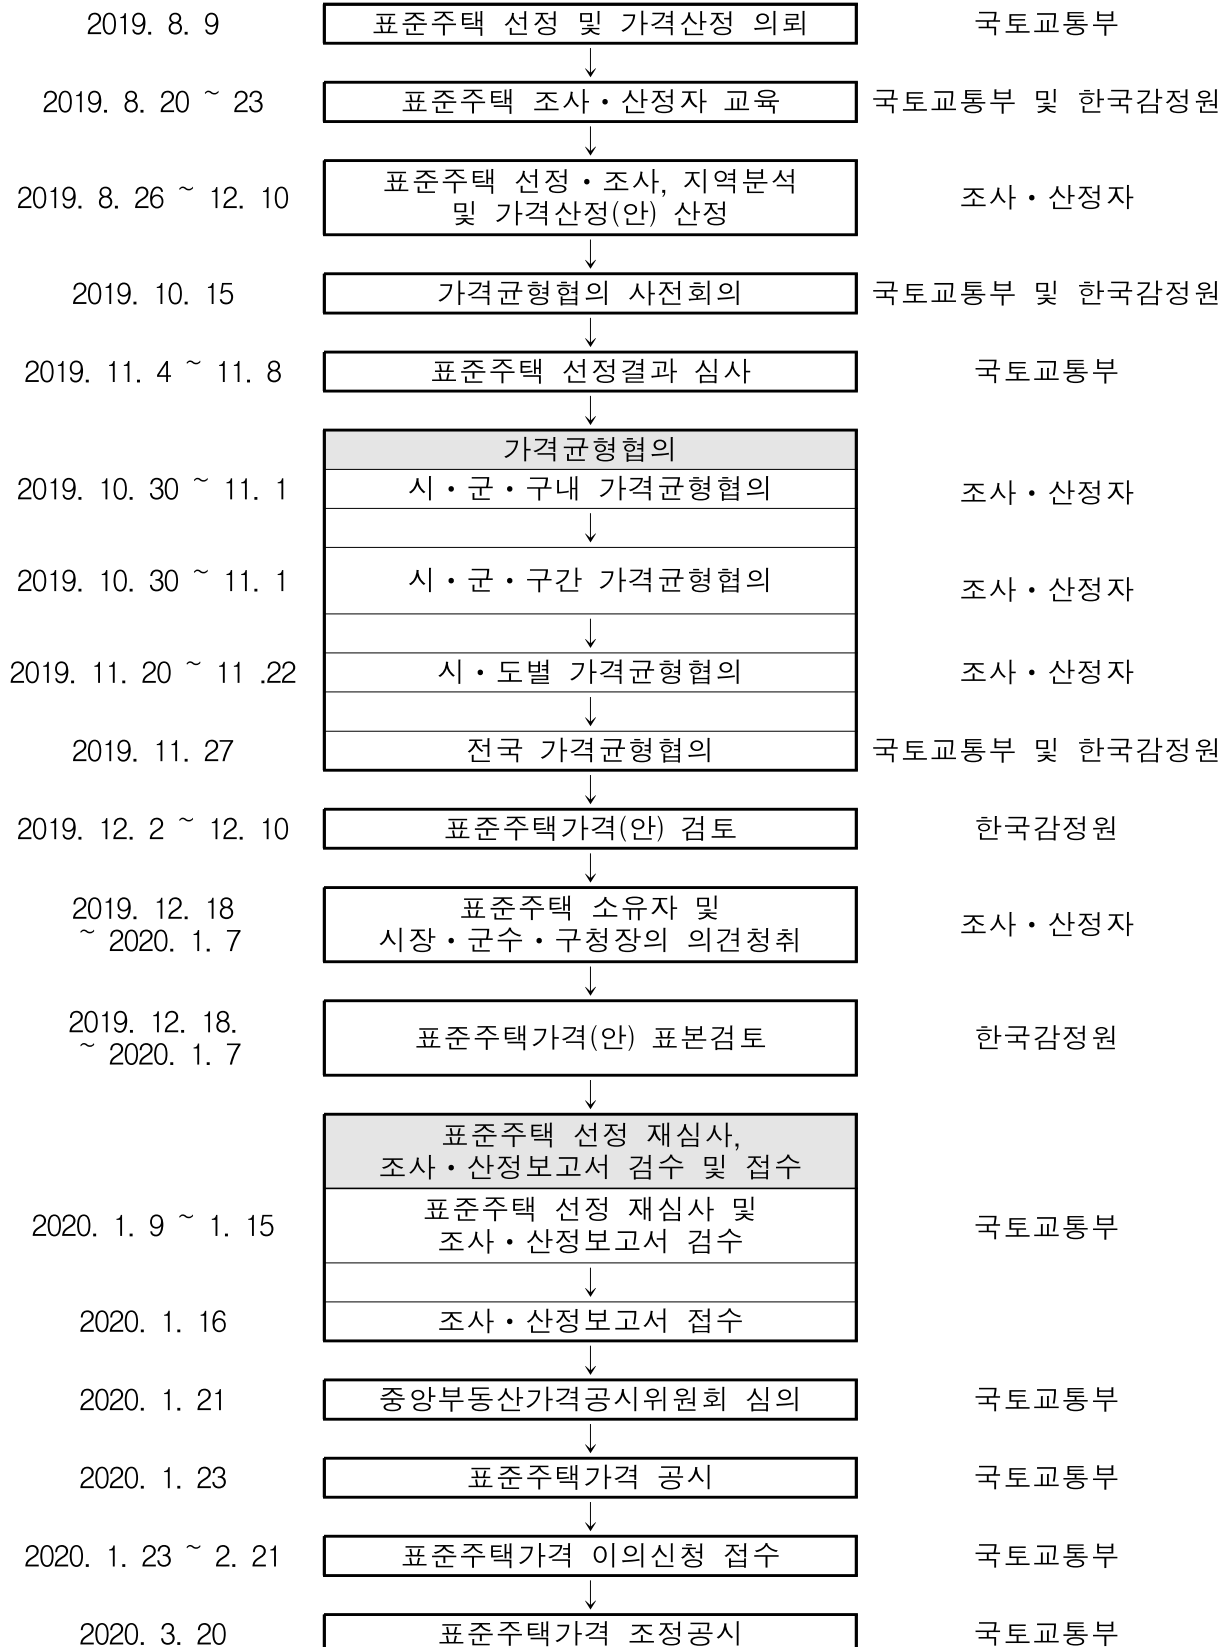 2019. 8. 9 표준주택 선정 및 가격산정 의뢰 국토교통부
2019. 8. 20 ~ 23 표준주택 조사·산정자 교육 국토교통부 및 한국감정원
2019. 8. 26 ~ 12. 10 표준주택 선정·조사, 지역분석
및 가격산정(안) 산정 조사·산정자
2019. 10. 15 가격균형협의 사전회의 국토교통부 및 한국감정원
2019. 11. 4 ~ 11. 8 표준주택 선정결과 심사 국토교통부
가격균형협의
2019. 10. 30 ~ 11. 1 시·군·구내 가격균형협의 조사·산정자
2019. 10. 30 ~ 11. 1 시·군·구간 가격균형협의 조사·산정자
2019. 11. 20 ~ 11 .22 시·도별 가격균형협의 조사·산정자
2019. 11. 27 전국 가격균형협의 국토교통부 및 한국감정원
2019. 12. 2 ~ 12. 10 표준주택가격(안) 검토 한국감정원
2019. 12. 18
~ 2020. 1. 7
표준주택 소유자 및
시장·군수·구청장의 의견청취
조사·산정자
2019. 12. 18.
~ 2020. 1. 7
표준주택가격(안) 표본검토
한국감정원
표준주택 선정 재심사,
조사·산정보고서 검수 및 접수
2020. 1. 9 ~ 1. 15
표준주택 선정 재심사 및
조사·산정보고서 검수
국토교통부
2020. 1. 16 조사·산정보고서 접수
2020. 1. 21 중앙부동산가격공시위원회 심의 국토교통부
2020. 1. 23 표준주택가격 공시 국토교통부
2020. 1. 23 ~ 2. 21 표준주택가격 이의신청 접수 국토교통부
2020. 3. 20 표준주택가격 조정공시 국토교통부